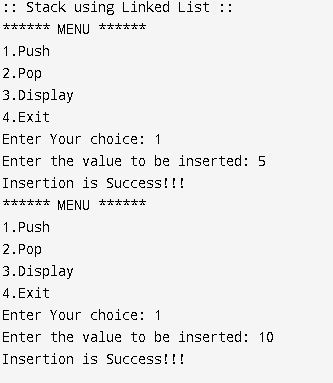 :: Stack using Linked List ::
****** MENU ******
1.Push
2.Pop
3.Display
4.Exit
Enter Your choice: 1
Enter the value to be inserted: 5
Insertion is Success!!!
****** MENU ******
1.Push
2.Pop
3.Display
4.Exit
Enter Your choice: 1
Enter the value to be inserted: 10
Insertion is Success!!!